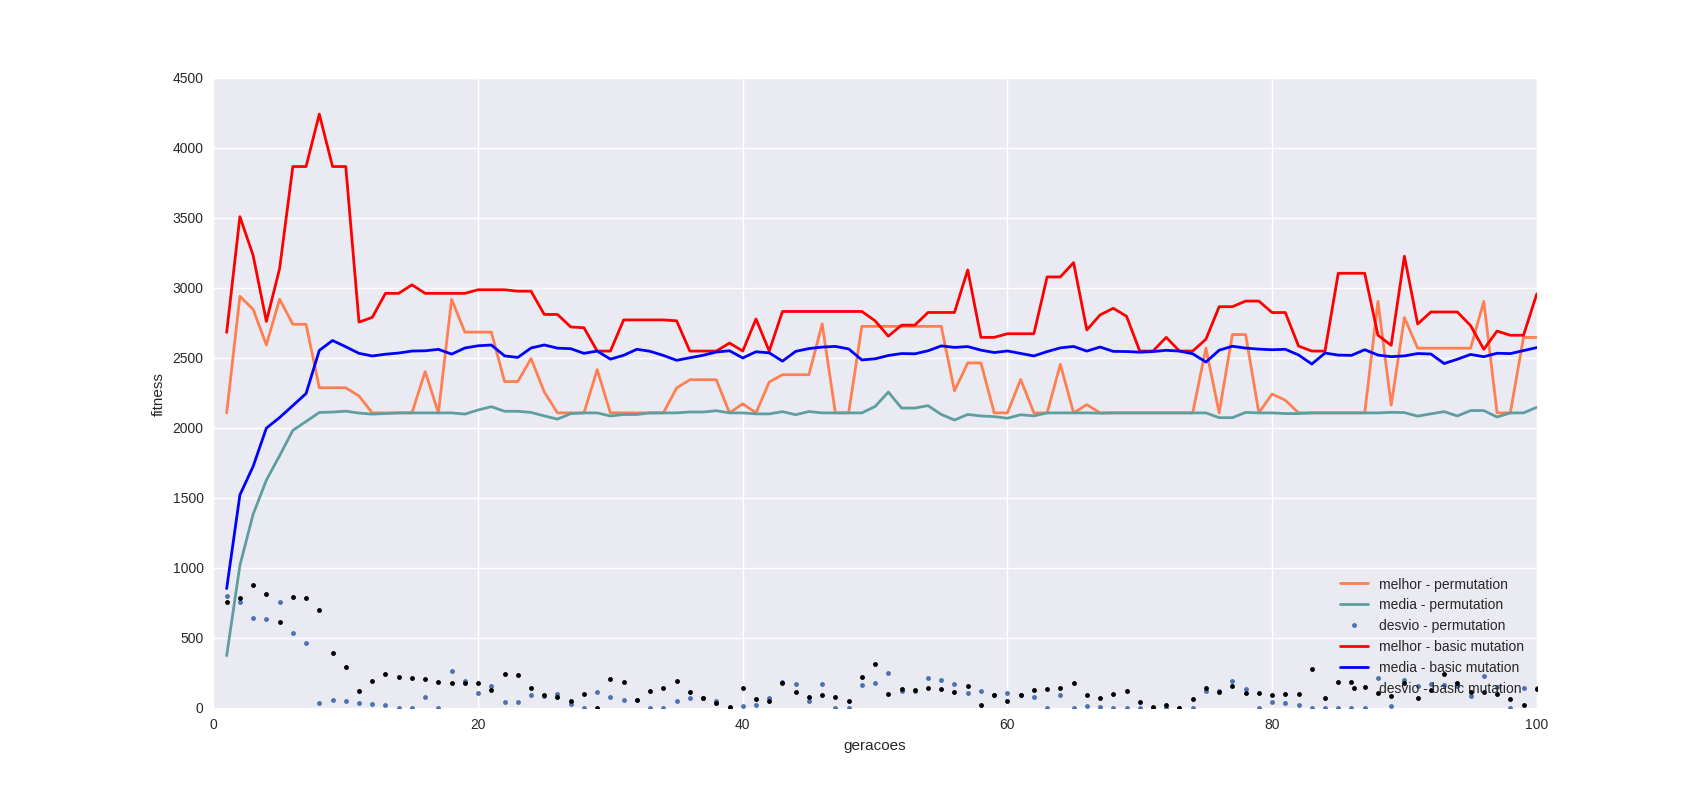 4500
4000
3500
3000
2500
2000
1500
1000
500
0
fitness
0 20 40 60 80 100
geracoes
melhor - permutation
media - permutation
desvio - permutation
melhor - basic mutation
media - basic mutation
desvio - basic mutation